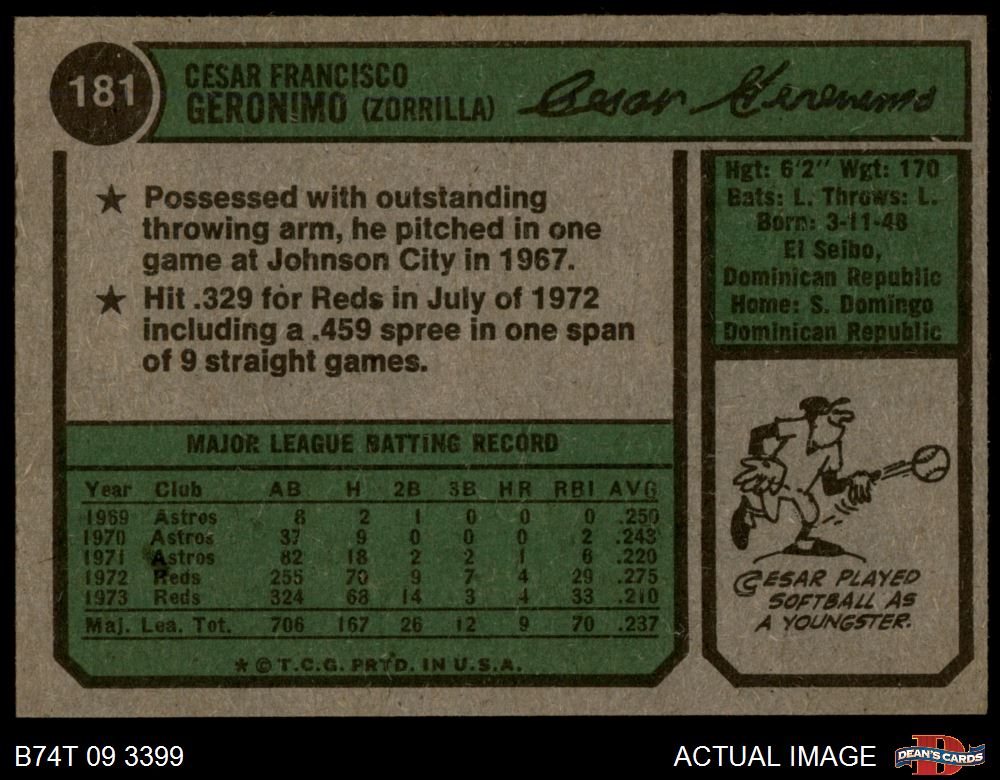 181
CESAR FRANCISCO
GERONIMO (ZORRILLA)
Cesar Geronimo
★ Possessed with outstanding
throwing arm, he pitched in one
game at Johnson City in 1967.
★ Hit .329 for Reds in July of 1972
including a .459 spree in one span
of 9 straight games.
Hgt: 6'2" Wgt: 170
Bats: L. Throws: L.
Born: 3-11-48
El Seibo,
Dominican Republic
Home: S. Domingo
Dominican Republic
MAJOR LEAGUE BATTING RECORD
Year Club AB H 2B 3B HR RBI AVG
1969 Astros 8 2 1 0 0 0 .250
1970 Astros 37 9 0 0 0 2 .243
1971 Astros 82 18 2 2 1 6 .220
1972 Reds 255 70 9 7 4 29 .275
1973 Reds 324 68 14 3 4 33 .210
Maj. Lea. Tot. 706 167 26 12 9 70 .237
★ © T.C.G. PRTD. IN U.S.A.
CESAR PLAYED
SOFTBALL AS
A YOUNGSTER.
B74T 09 3399
ACTUAL IMAGE
DEAN'S CARDS